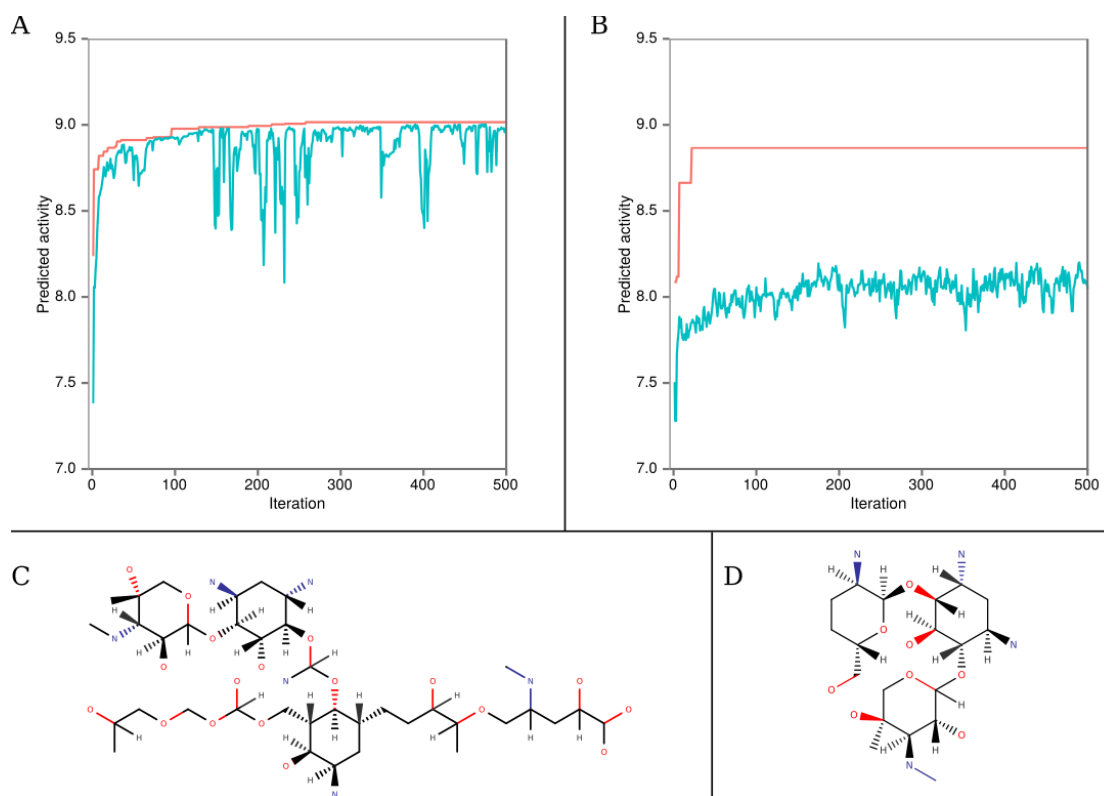 A
9.5
9.0
8.5
8.0
7.5
7.0
Predicted activity
0 100 200 300 400 500
Iteration
B
9.5
9.0
8.5
8.0
7.5
7.0
Predicted activity
0 100 200 300 400 500
Iteration
C
O N N
O H H
H H
N O
H O H H O
H N O
O O H H O H N O O
O O O
H H H H H H O
O H
N
D
N H N
H H O
H
O O H N
H H
O O
O O H
O H O
H H
N